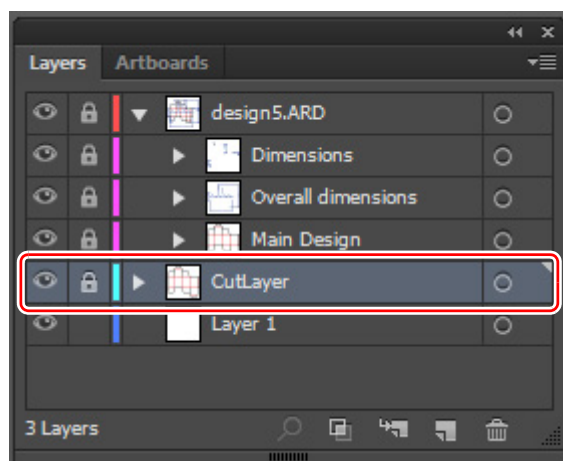 Layers Artboards
design5.ARD
Dimensions
Overall dimensions
Main Design
CutLayer
Layer 1
3 Layers